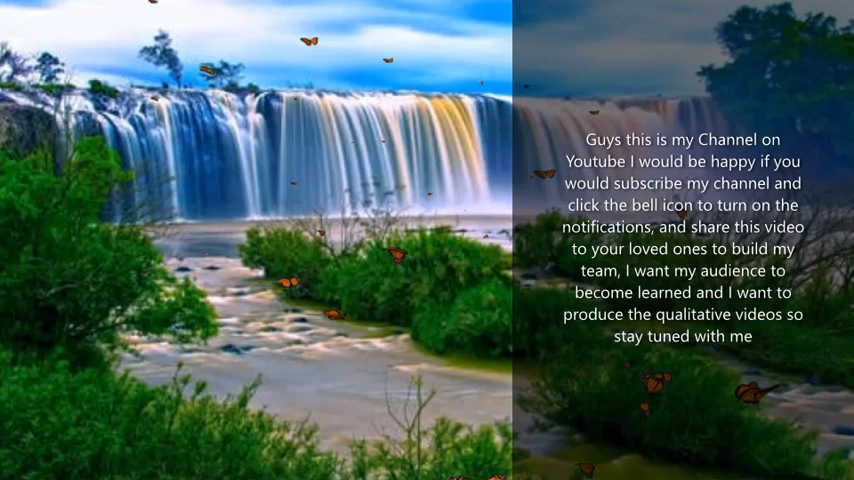 Guys this is my Channel on
Youtube I would be happy if you
would subscribe my channel and
click the bell icon to turn on the
notifications, and share this video
to your loved ones to build my
team, I want my audience to
become learned and I want to
produce the qualitative videos so
stay tuned with me